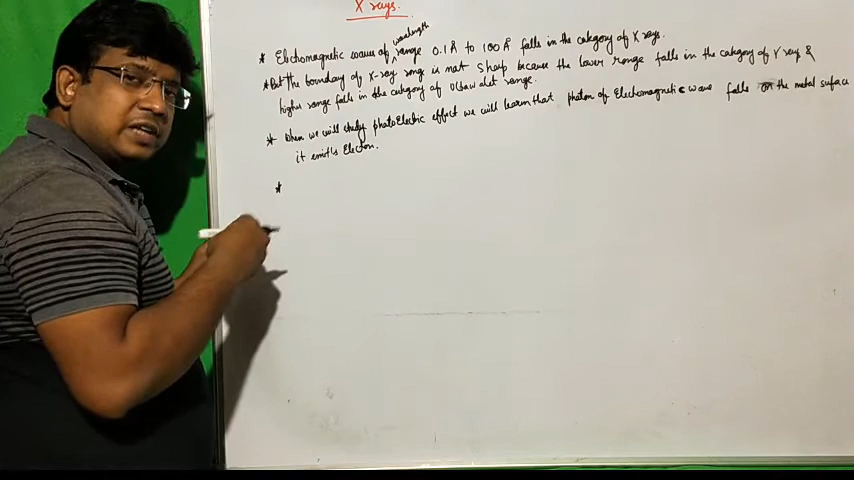 X rays.
* Electromagnetic waves of wavelength range 0.1Å to 100 Å falls in the category of X rays.
* But the boundary of X-ray range is not sharp because the lower range falls in the category of γ rays &
higher range falls in the category of Ultraviolet range.
* When we will study photoElectric effect we will learn that photon of Electromagnetic wave falls on the metal surface
it emits Electron.
*